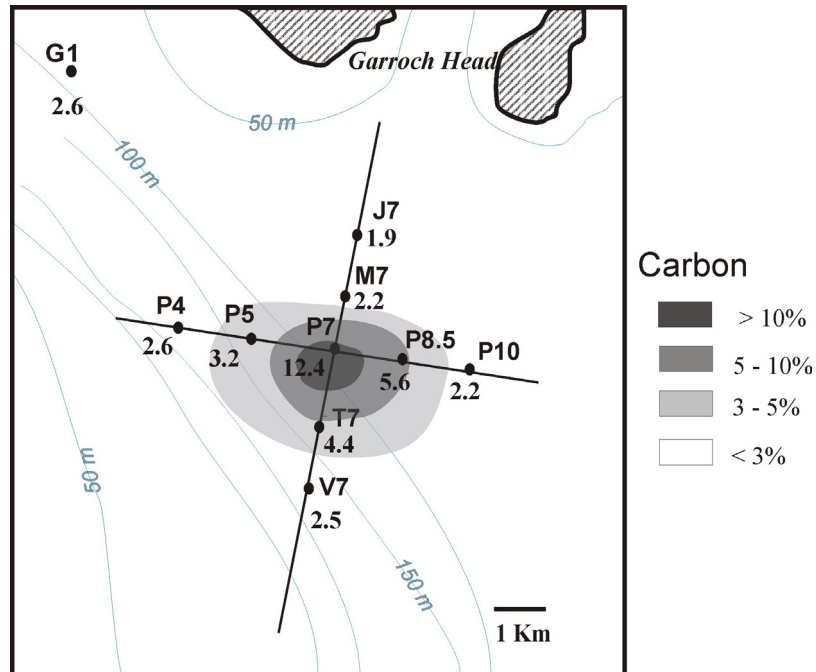 G1
2.6
Garroch Head
50 m
100 m
J7
1.9
M7
2.2
P4
2.6
P5
3.2
P7
12.4
P8.5
5.6
P10
2.2
T7
4.4
V7
2.5
50 m
150 m
1 Km
Carbon
> 10%
5 - 10%
3 - 5%
< 3%